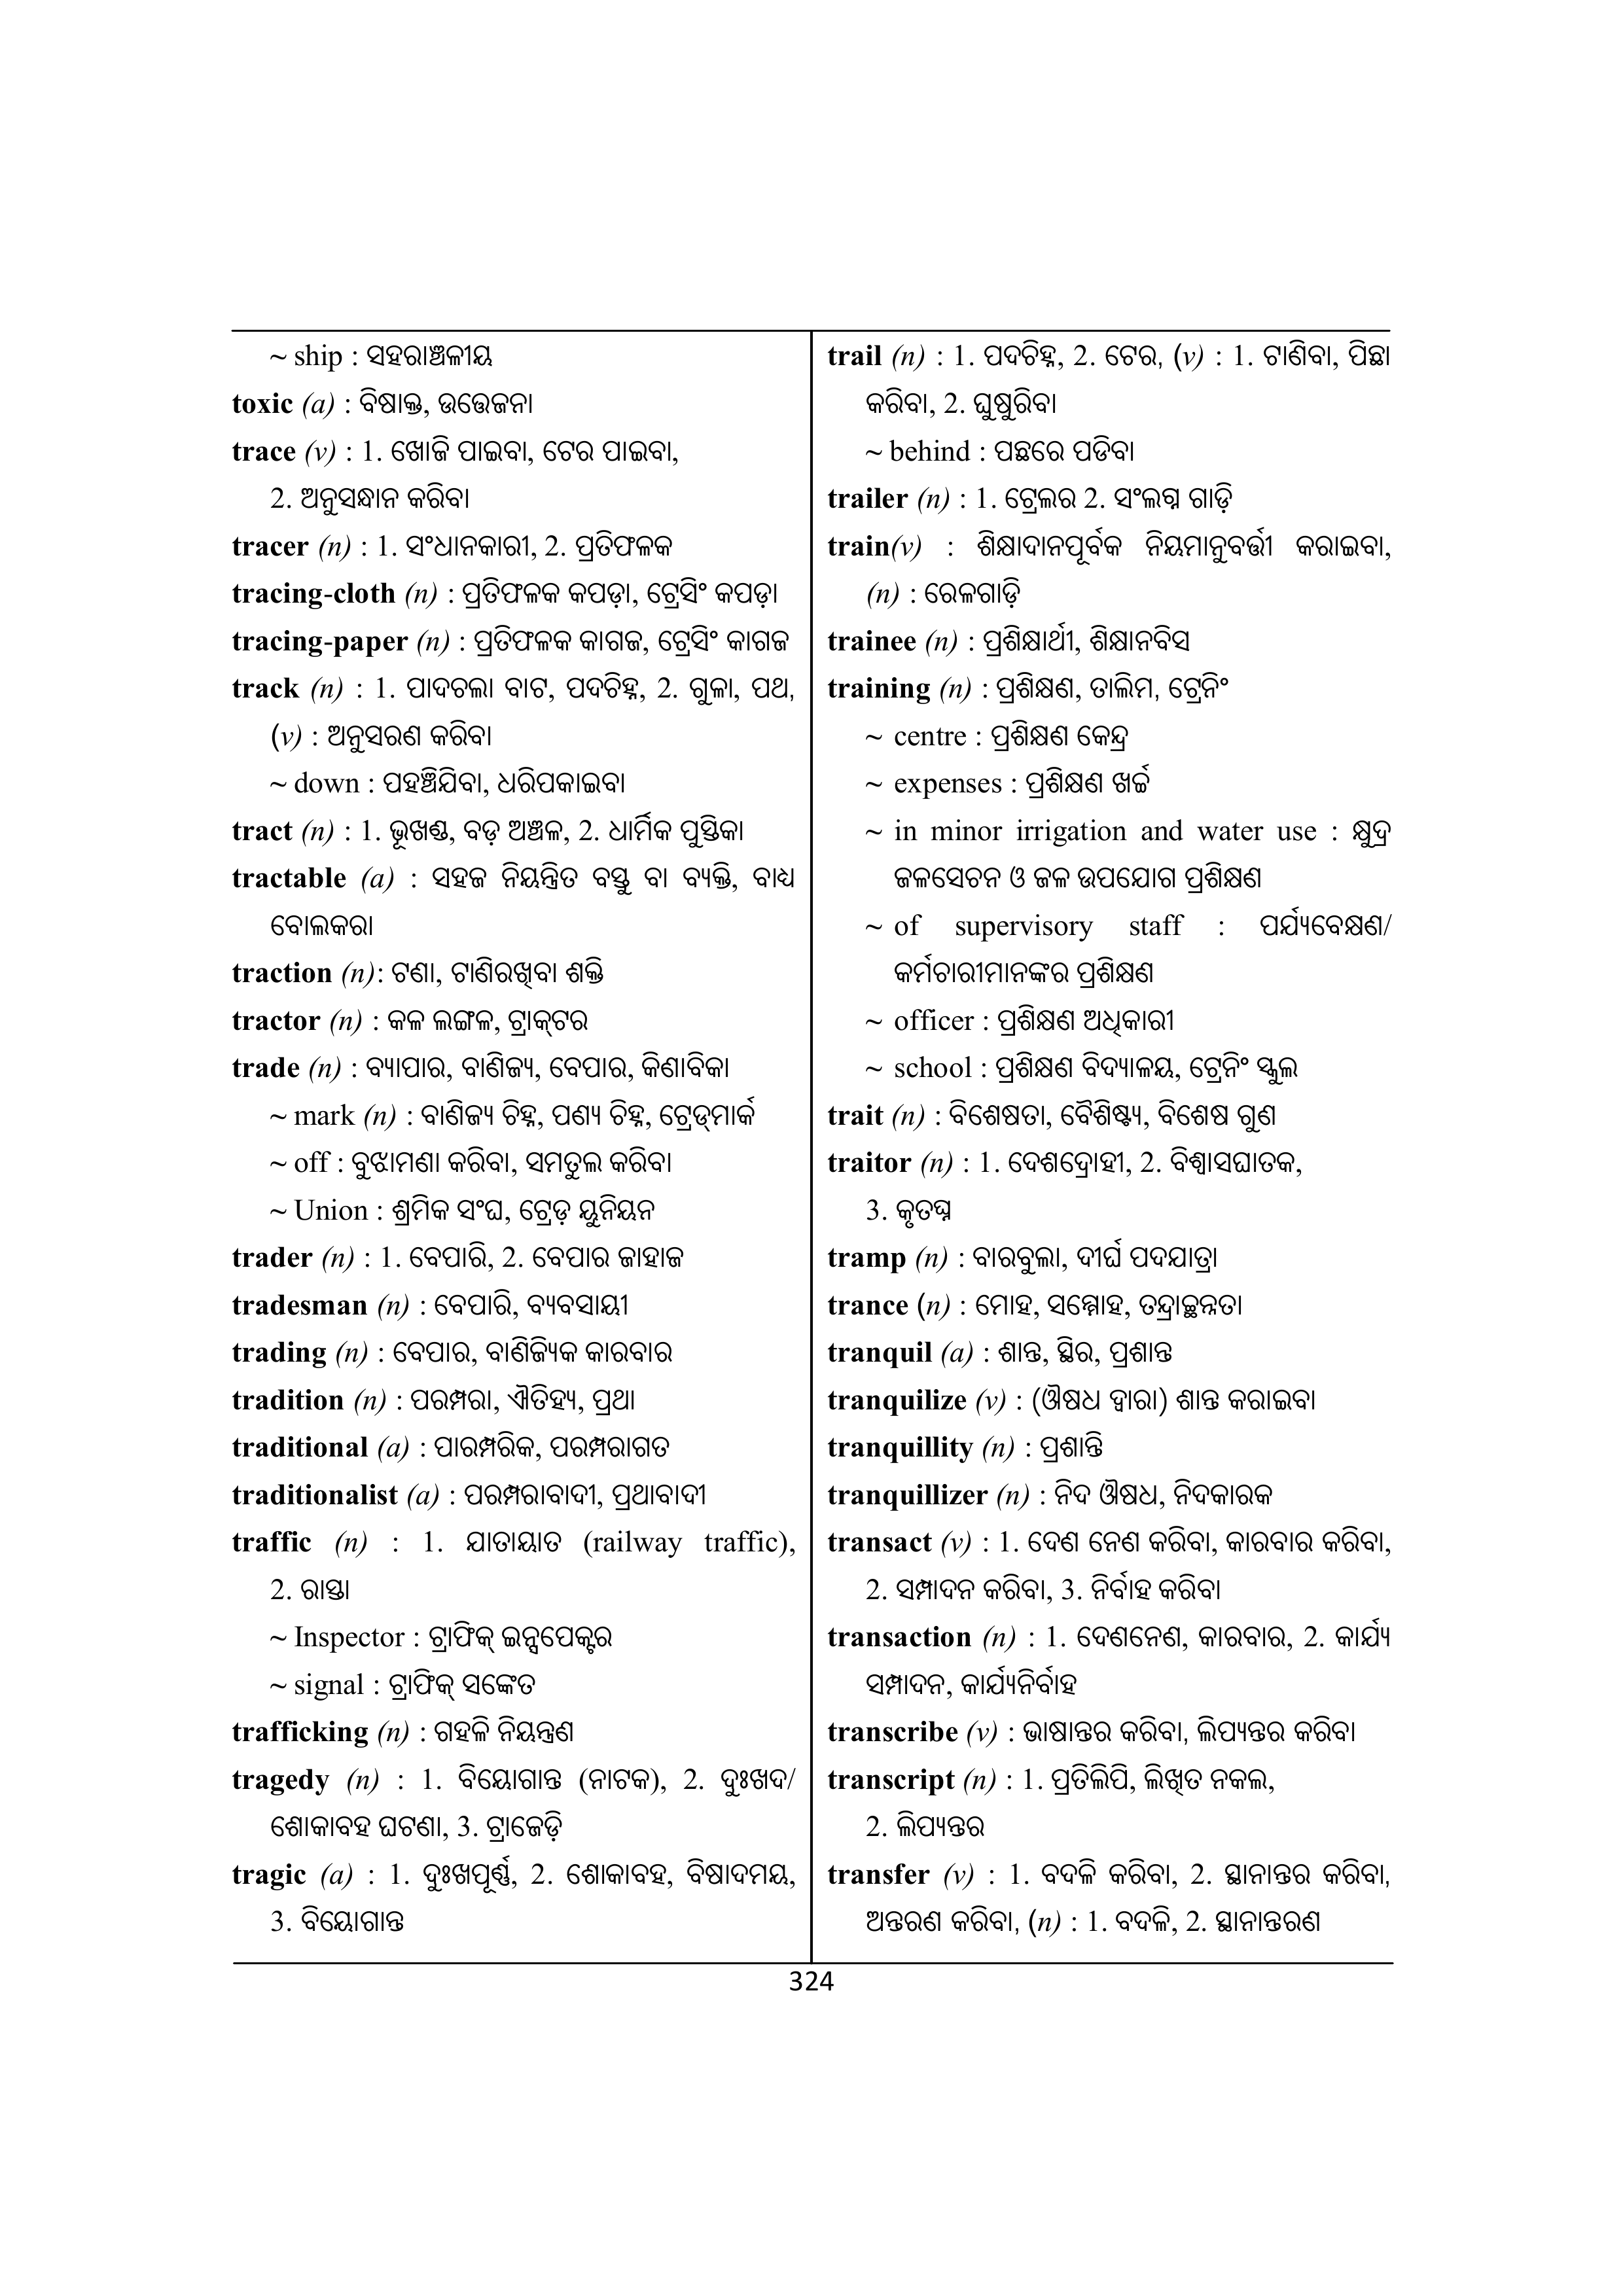 ~ ship : ସହରାଞ୍ଚଳୀୟ
toxic (a) : ବିଷାକ୍ତ, ଉତ୍ତେଜନା
trace (v) : 1. ଖୋଜି ପାଇବା, ଟେର ପାଇବା,
2. ଅନୁସନ୍ଧାନ କରିବା
tracer (n) : 1. ସଂଧାନକାରୀ, 2. ପ୍ରତିଫଳକ
tracing-cloth (n) : ପ୍ରତିଫଳକ କପଡ଼ା, ଟ୍ରେସିଂ କପଡ଼ା
tracing-paper (n) : ପ୍ରତିଫଳକ କାଗଜ, ଟ୍ରେସିଂ କାଗଜ
track (n) : 1. ପାଦଚଲା ବାଟ, ପଦଚିହ୍ନ, 2. ଗୁଳା, ପଥ,
(v) : ଅନୁସରଣ କରିବା
~ down : ପହଞ୍ଚିଯିବା, ଧରିପକାଇବା
tract (n) : 1. ଭୂଖଣ୍ଡ, ବଡ଼ ଅଞ୍ଚଳ, 2. ଧାର୍ମିକ ପୁସ୍ତିକା
tractable (a) : ସହଜ ନିୟନ୍ତ୍ରିତ ବସ୍ତୁ ବା ବ୍ୟକ୍ତି, ବାଧ୍ୟ
ବୋଲକରା
traction (n): ଟଣା, ଟାଣିରଖିବା ଶକ୍ତି
tractor (n) : କଳ ଲଙ୍ଗଳ, ଟ୍ରାକ୍‌ଟର
trade (n) : ବ୍ୟାପାର, ବାଣିଜ୍ୟ, ବେପାର, କିଣାବିକା
~ mark (n) : ବାଣିଜ୍ୟ ଚିହ୍ନ, ପଣ୍ୟ ଚିହ୍ନ, ଟ୍ରେଡ୍‌ମାର୍କ
~ off : ବୁଝାମଣା କରିବା, ସମତୁଲ କରିବା
~ Union : ଶ୍ରମିକ ସଂଘ, ଟ୍ରେଡ଼ ୟୁନିୟନ
trader (n) : 1. ବେପାରି, 2. ବେପାର ଜାହାଜ
tradesman (n) : ବେପାରି, ବ୍ୟବସାୟୀ
trading (n) : ବେପାର, ବାଣିଜ୍ୟିକ କାରବାର
tradition (n) : ପରମ୍ପରା, ଐତିହ୍ୟ, ପ୍ରଥା
traditional (a) : ପାରମ୍ପରିକ, ପରମ୍ପରାଗତ
traditionalist (a) : ପରମ୍ପରାବାଦୀ, ପ୍ରଥାବାଦୀ
traffic (n) : 1. ଯାତାୟାତ (railway traffic),
2. ରାସ୍ତା
~ Inspector : ଟ୍ରାଫିକ୍ ଇନ୍ସପେକ୍ଟର
~ signal : ଟ୍ରାଫିକ୍ ସଙ୍କେତ
trafficking (n) : ଗହଳି ନିୟନ୍ତ୍ରଣ
tragedy (n) : 1. ବିୟୋଗାନ୍ତ (ନାଟକ), 2. ଦୁଃଖଦ/
ଶୋକାବହ ଘଟଣା, 3. ଟ୍ରାଜେଡ଼ି
tragic (a) : 1. ଦୁଃଖପୂର୍ଣ୍ଣ, 2. ଶୋକାବହ, ବିଷାଦମୟ,
3. ବିୟୋଗାନ୍ତ
trail (n) : 1. ପଦଚିହ୍ନ, 2. ଟେର, (v) : 1. ଟାଣିବା, ପିଛା
କରିବା, 2. ଘୁଷୁରିବା
~ behind : ପଛରେ ପଡିବା
trailer (n) : 1. ଟ୍ରେଲର 2. ସଂଲଗ୍ନ ଗାଡ଼ି
train(v) : ଶିକ୍ଷାଦାନପୂର୍ବକ ନିୟମାନୁବର୍ତ୍ତୀ କରାଇବା,
(n) : ରେଳଗାଡ଼ି
trainee (n) : ପ୍ରଶିକ୍ଷାର୍ଥୀ, ଶିକ୍ଷାନବିସ
training (n) : ପ୍ରଶିକ୍ଷଣ, ତାଲିମ, ଟ୍ରେନିଂ
~ centre : ପ୍ରଶିକ୍ଷଣ କେନ୍ଦ୍ର
~ expenses : ପ୍ରଶିକ୍ଷଣ ଖର୍ଚ୍ଚ
~ in minor irrigation and water use : କ୍ଷୁଦ୍ର
ଜଳସେଚନ ଓ ଜଳ ଉପଯୋଗ ପ୍ରଶିକ୍ଷଣ
~ of supervisory staff : ପର୍ଯ୍ୟବେକ୍ଷଣ/
କର୍ମଚାରୀମାନଙ୍କର ପ୍ରଶିକ୍ଷଣ
~ officer : ପ୍ରଶିକ୍ଷଣ ଅଧିକାରୀ
~ school : ପ୍ରଶିକ୍ଷଣ ବିଦ୍ୟାଳୟ, ଟ୍ରେନିଂ ସ୍କୁଲ
trait (n) : ବିଶେଷତା, ବୈଶିଷ୍ଟ୍ୟ, ବିଶେଷ ଗୁଣ
traitor (n) : 1. ଦେଶଦ୍ରୋହୀ, 2. ବିଶ୍ୱାସଘାତକ,
3. କୃତଘ୍ନ
tramp (n) : ବାରବୁଲା, ଦୀର୍ଘ ପଦଯାତ୍ରା
trance (n) : ମୋହ, ସମ୍ମୋହ, ତନ୍ଦ୍ରାଚ୍ଛନ୍ନତା
tranquil (a) : ଶାନ୍ତ, ସ୍ଥିର, ପ୍ରଶାନ୍ତ
tranquilize (v) : (ଔଷଧ ଦ୍ୱାରା) ଶାନ୍ତ କରାଇବା
tranquillity (n) : ପ୍ରଶାନ୍ତି
tranquillizer (n) : ନିଦ ଔଷଧ, ନିଦକାରକ
transact (v) : 1. ଦେଣ ନେଣ କରିବା, କାରବାର କରିବା,
2. ସମ୍ପାଦନ କରିବା, 3. ନିର୍ବାହ କରିବା
transaction (n) : 1. ଦେଣନେଣ, କାରବାର, 2. କାର୍ଯ୍ୟ
ସମ୍ପାଦନ, କାର୍ଯ୍ୟନିର୍ବାହ
transcribe (v) : ଭାଷାନ୍ତର କରିବା, ଲିପ୍ୟନ୍ତର କରିବା
transcript (n) : 1. ପ୍ରତିଲିପି, ଲିଖିତ ନକଲ,
2. ଲିପ୍ୟନ୍ତର
transfer (v) : 1. ବଦଳି କରିବା, 2. ସ୍ଥାନାନ୍ତର କରିବା,
ଅନ୍ତରଣ କରିବା, (n) : 1. ବଦଳି, 2. ସ୍ଥାନାନ୍ତରଣ
324